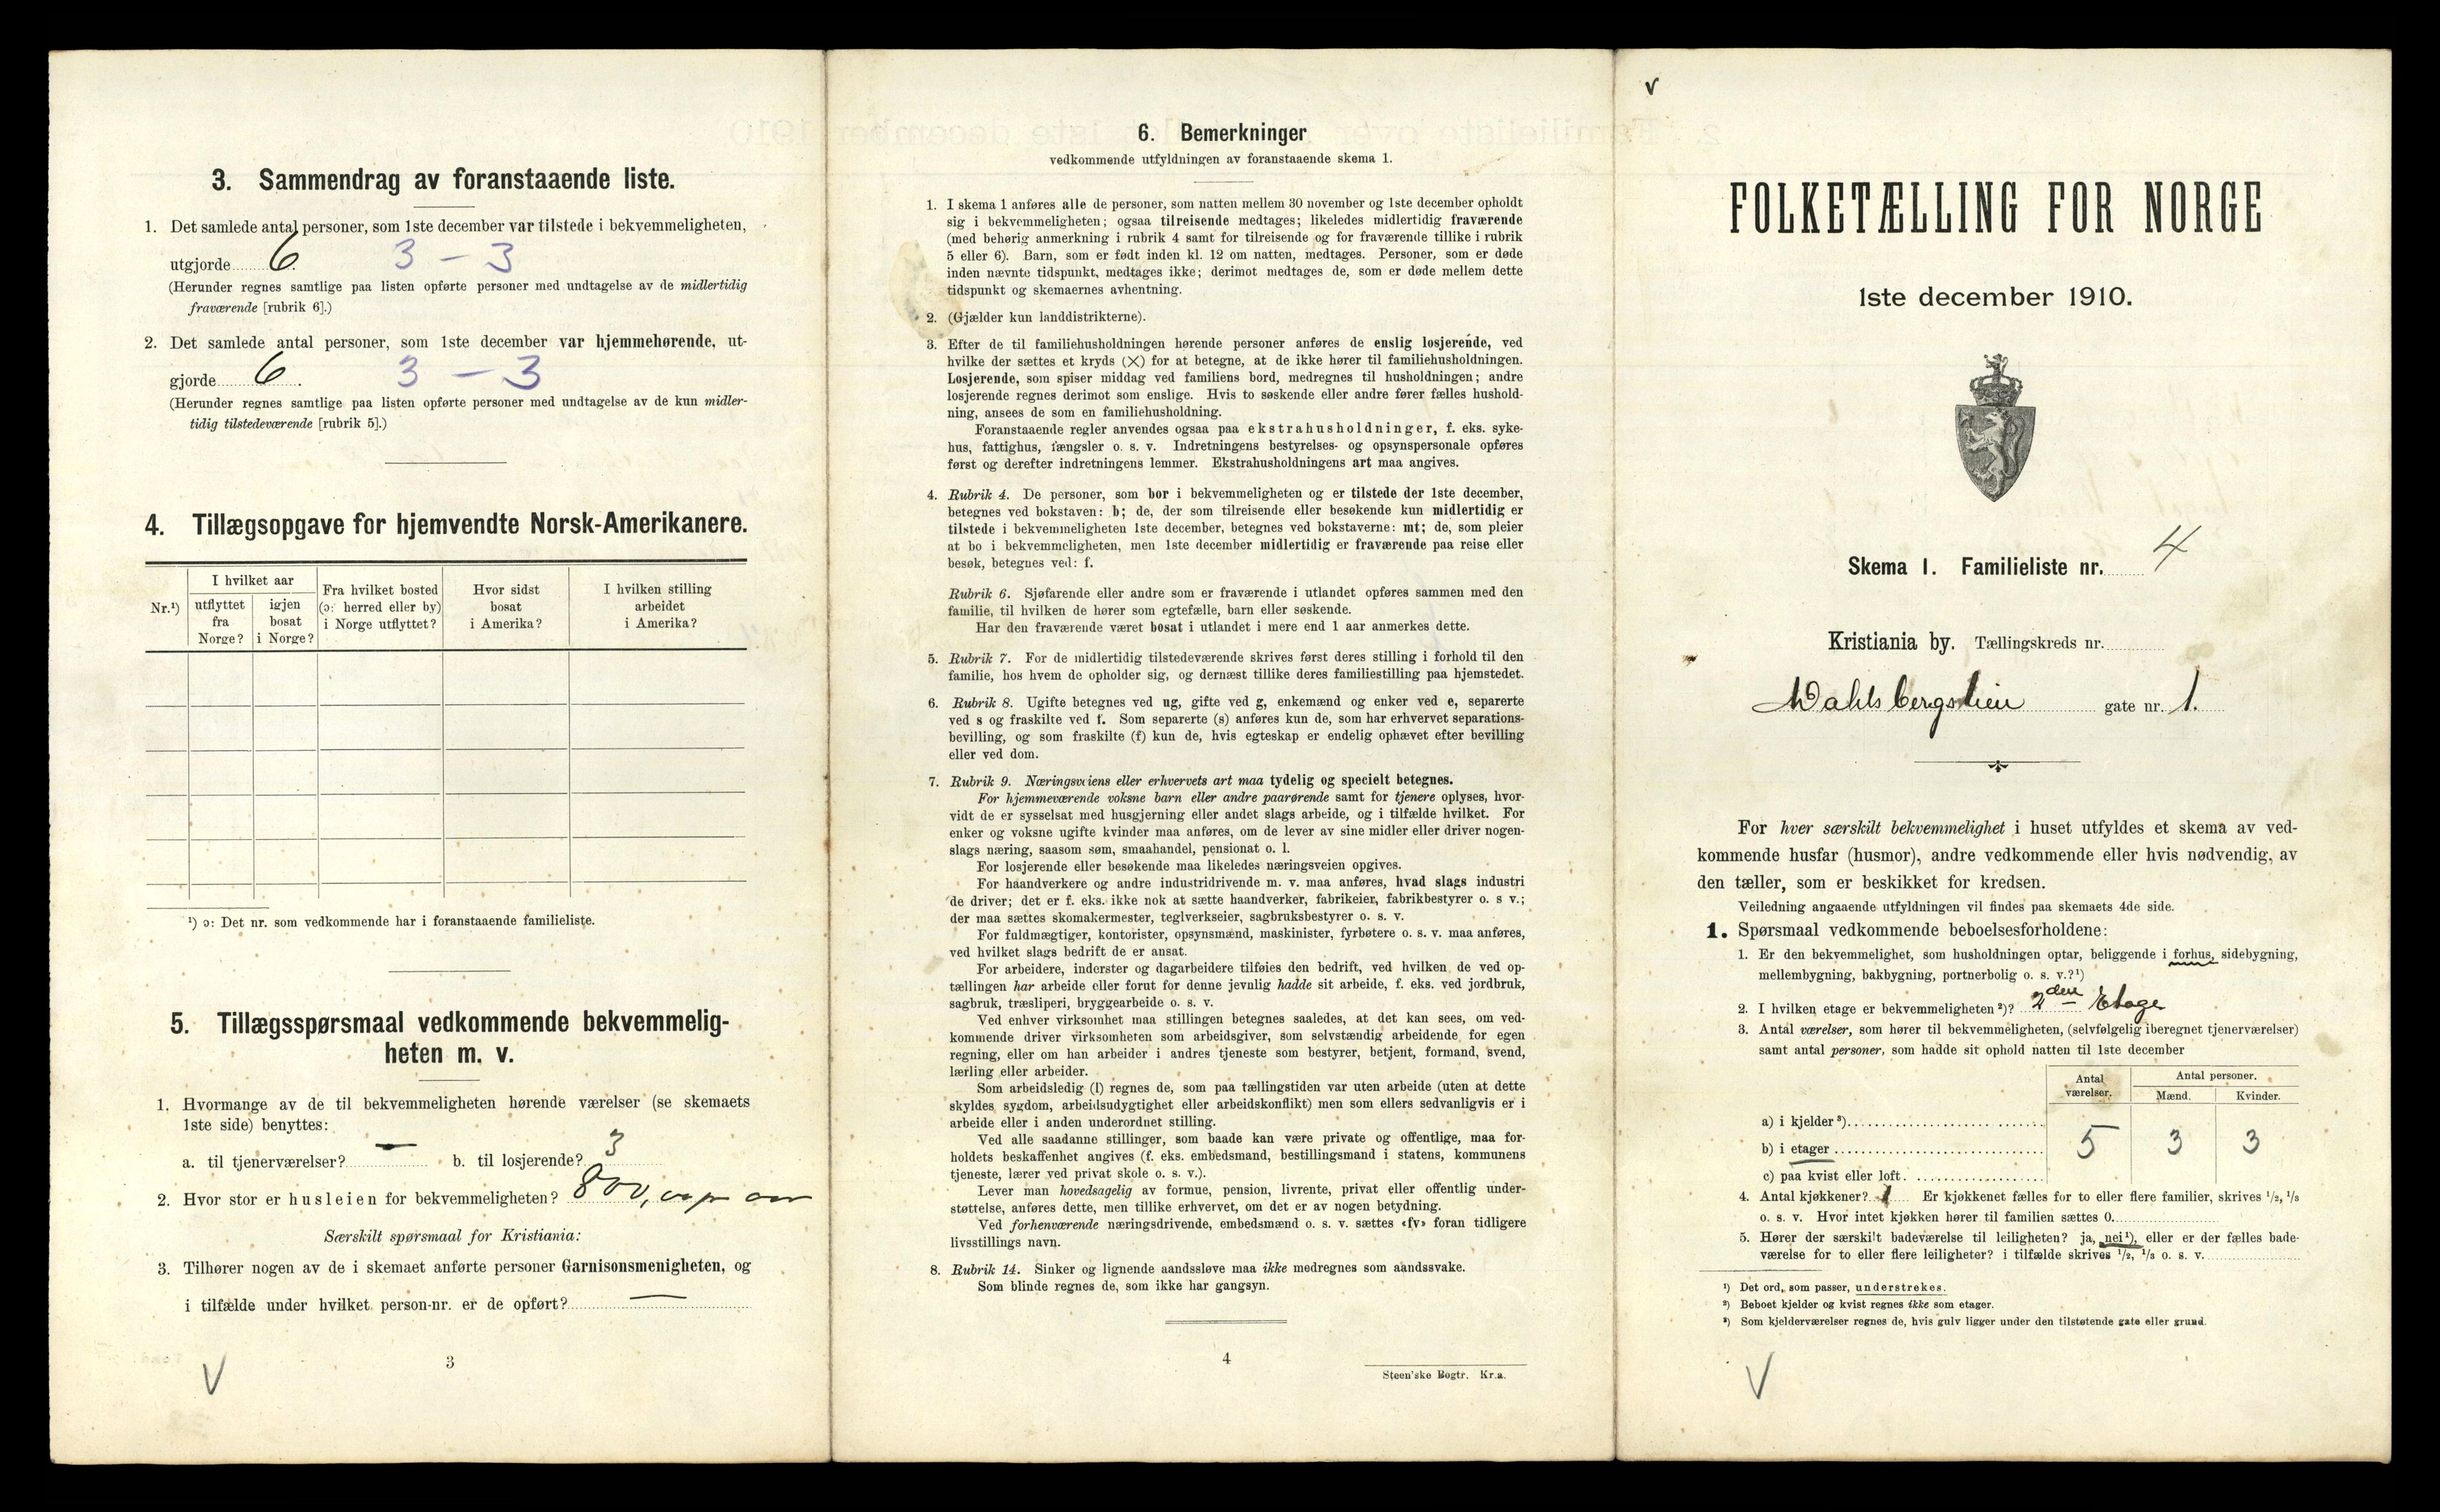 3. Sammendrag av foranstaaende liste.
1. Det samlede antal personer, som 1ste december var tilstede i bekvemmeligheten,
utgjorde 6. 3 – 3
(Herunder regnes samtlige paa listen opførte personer med undtagelse av de midlertidig
fraværende [rubrik 6].)
2. Det samlede antal personer, som 1ste december var hjemmehørende, ut-
gjorde 6. 3 – 3
(Herunder regnes samtlige paa listen opførte personer med undtagelse av de kun midler-
tidig tilstedeværende [rubrik 5].)
4. Tillægsopgave for hjemvendte Norsk-Amerikanere.
Nr.¹) I hvilket aar utflyttet fra Norge? igjen bosat i Norge?
Fra hvilket bosted (ɔ: herred eller by) i Norge utflyttet?
Hvor sidst bosat i Amerika?
I hvilken stilling arbeidet i Amerika?
¹) ɔ: Det nr. som vedkommende har i foranstaaende familieliste.
5. Tillægsspørsmaal vedkommende bekvemmelig-
heten m. v.
1. Hvormange av de til bekvemmeligheten hørende værelser (se skemaets
1ste side) benyttes:
a. til tjenerværelser? — b. til losjerende? 3
2. Hvor stor er husleien for bekvemmeligheten? 800,
Særskilt spørsmaal for Kristiania:
3. Tilhører nogen av de i skemaet anførte personer Garnisonsmenigheten, og
i tilfælde under hvilket person-nr. er de opført? —
3
V
6. Bemerkninger
vedkommende utfyldningen av foranstaaende skema 1.
1. I skema 1 anføres alle de personer, som natten mellem 30 november og 1ste december opholdt
sig i bekvemmeligheten; ogsaa tilreisende medtages; likeledes midlertidig fraværende
(med behørig anmerkning i rubrik 4 samt for tilreisende og for fraværende tillike i rubrik
5 eller 6). Barn, som er født inden kl. 12 om natten, medtages. Personer, som er døde
inden nævnte tidspunkt, medtages ikke; derimot medtages de, som er døde mellem dette
tidspunkt og skemaernes avhentning.
2. (Gjælder kun landdistrikterne).
3. Efter de til familiehusholdningen hørende personer anføres de enslig losjerende, ved
hvilke der sættes et kryds (×) for at betegne, at de ikke hører til familiehusholdningen.
Losjerende, som spiser middag ved familiens bord, medregnes til husholdningen; andre
losjerende regnes derimot som enslige. Hvis to søskende eller andre fører fælles hushold-
ning, ansees de som en familiehusholdning.
Foranstaaende regler anvendes ogsaa paa ekstrahusholdninger, f. eks. syke-
hus, fattighus, fængsler o. s. v. Indretningens bestyrelses- og opsynspersonale opføres
først og derefter indretningens lemmer. Ekstrahusholdningens art maa angives.
4. Rubrik 4. De personer, som bor i bekvemmeligheten og er tilstede der 1ste december,
betegnes ved bokstaven: b; de, der som tilreisende eller besøkende kun midlertidig er
tilstede i bekvemmeligheten 1ste december, betegnes ved bokstaverne: mt; de, som pleier
at bo i bekvemmeligheten, men 1ste december midlertidig er fraværende paa reise eller
besøk, betegnes ved: f.
Rubrik 6. Sjøfarende eller andre som er fraværende i utlandet opføres sammen med den
familie, til hvilken de hører som egtefælle, barn eller søskende.
Har den fraværende været bosat i utlandet i mere end 1 aar anmerkes dette.
5. Rubrik 7. For de midlertidig tilstedeværende skrives først deres stilling i forhold til den
familie, hos hvem de opholder sig, og dernæst tillike deres familiestilling paa hjemstedet.
6. Rubrik 8. Ugifte betegnes ved ug, gifte ved g, enkemænd og enker ved e, separerte
ved s og fraskilte ved f. Som separerte (s) anføres kun de, som har erhvervet separations-
bevilling, og som fraskilte (f) kun de, hvis egteskap er endelig ophævet efter bevilling
eller ved dom.
7. Rubrik 9. Næringsveiens eller erhvervets art maa tydelig og specielt betegnes.
For hjemmeværende voksne barn eller andre paarørende samt for tjenere oplyses, hvor-
vidt de er sysselsat med husgjerning eller andet slags arbeide, og i tilfælde hvilket. For
enker og voksne ugifte kvinder maa anføres, om de lever av sine midler eller driver nogen-
slags næring, saasom søm, smaahandel, pensionat o. l.
For losjerende eller besøkende maa likeledes næringsveien opgives.
For haandverkere og andre industridrivende m. v. maa anføres, hvad slags industri
de driver; det er f. eks. ikke nok at sætte haandverker, fabrikeier, fabrikbestyrer o. s. v.;
der maa sættes skomakermester, teglverkseier, sagbruksbestyrer o. s. v.
For fuldmægtiger, kontorister, opsynsmænd, maskinister, fyrbøtere o. s. v. maa anføres,
ved hvilket slags bedrift de er ansat.
For arbeidere, inderster og dagarbeidere tilføies den bedrift, ved hvilken de ved op-
tællingen har arbeide eller forut for denne jevnlig hadde sit arbeide, f. eks. ved jordbruk,
sagbruk, træsliperi, bryggearbeide o. s. v.
Ved enhver virksomhet maa stillingen betegnes saaledes, at det kan sees, om ved-
kommende driver virksomheten som arbeidsgiver, som selvstændig arbeidende for egen
regning, eller om han arbeider i andres tjeneste som bestyrer, betjent, formand, svend,
lærling eller arbeider.
Som arbeidsledig (l) regnes de, som paa tællingstiden var uten arbeide (uten at dette
skyldes sygdom, arbeidsudygtighet eller arbeidskonflikt) men som ellers sedvanligvis er i
arbeide eller i anden underordnet stilling.
Ved alle saadanne stillinger, som baade kan være private og offentlige, maa for-
holdets beskaffenhet angives (f. eks. embedsmand, bestillingsmand i statens, kommunens
tjeneste, lærer ved privat skole o. s. v.).
Lever man hovedsagelig av formue, pension, livrente, privat eller offentlig under-
støttelse, anføres dette, men tillike erhvervet, om det er av nogen betydning.
Ved forhenværende næringsdrivende, embedsmænd o. s. v. sættes «fv» foran tidligere
livsstillings navn.
8. Rubrik 14. Sinker og lignende aandssløve maa ikke medregnes som aandssvake.
Som blinde regnes de, som ikke har gangsyn.
4
Steen'ske Bogtr. Kr.a.
v
FOLKETÆLLING FOR NORGE
1ste december 1910.
Skema 1. Familieliste nr. 4
Kristiania by. Tællingskreds nr.
Wahlsbergstien gate nr. 1.
For hver særskilt bekvemmelighet i huset utfyldes et skema av ved-
kommende husfar (husmor), andre vedkommende eller hvis nødvendig, av
den tæller, som er beskikket for kredsen.
Veiledning angaaende utfyldningen vil findes paa skemaets 4de side.
1. Spørsmaal vedkommende beboelsesforholdene:
1. Er den bekvemmelighet, som husholdningen optar, beliggende i forhus, sidebygning,
mellembygning, bakbygning, portnerbolig o. s. v.?¹)
2. I hvilken etage er bekvemmeligheten²)? 2den Etage
3. Antal værelser, som hører til bekvemmeligheten, (selvfølgelig iberegnet tjenerværelser)
samt antal personer, som hadde sit ophold natten til 1ste december
Antal værelser. Antal personer. Mænd. Kvinder.
a) i kjelder³)
b) i etager 5 3 3
c) paa kvist eller loft.
4. Antal kjøkkener? 1 Er kjøkkenet fælles for to eller flere familier, skrives ¹/₂, ¹/₃
o. s. v. Hvor intet kjøkken hører til familien sættes 0.
5. Hører der særskilt badeværelse til leiligheten? ja, nei¹), eller er der fælles bade-
værelse for to eller flere leiligheter? i tilfælde skrives ¹/₂, ¹/₃ o. s. v.
¹) Det ord, som passer, understrekes.
²) Beboet kjelder og kvist regnes ikke som etager.
³) Som kjelderværelser regnes de, hvis gulv ligger under den tilstøtende gate eller grund.
V